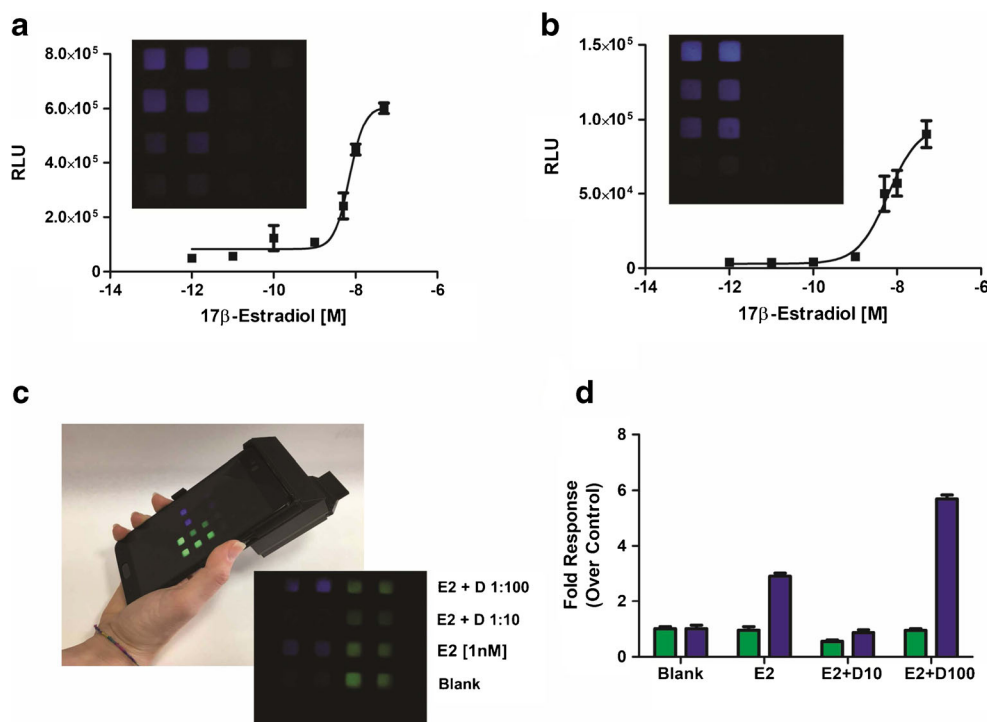 a
8.0×10⁵
6.0×10⁵
4.0×10⁵
2.0×10⁵
0
RLU
-14 -12 -10 -8 -6
17β-Estradiol [M]
b
1.5×10⁵
1.0×10⁵
5.0×10⁴
0
RLU
-14 -12 -10 -8 -6
17β-Estradiol [M]
c
E2 + D 1:100
E2 + D 1:10
E2 [1nM]
Blank
d
8
6
4
2
0
Fold Response
(Over Control)
Blank E2 E2+D10 E2+D100